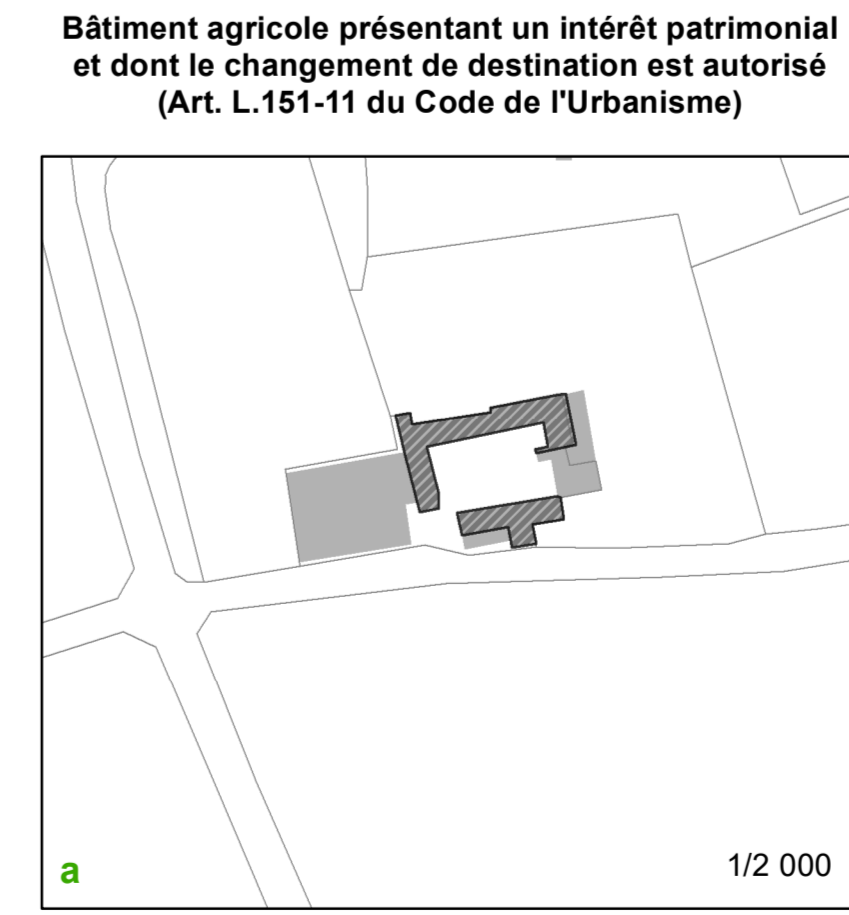 Bâtiment agricole présentant un intérêt patrimonial
et dont le changement de destination est autorisé
(Art. L.151-11 du Code de l'Urbanisme)
a
1/2 000